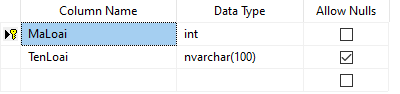 Column Name Data Type Allow Nulls
MaLoai int
TenLoai nvarchar(100)